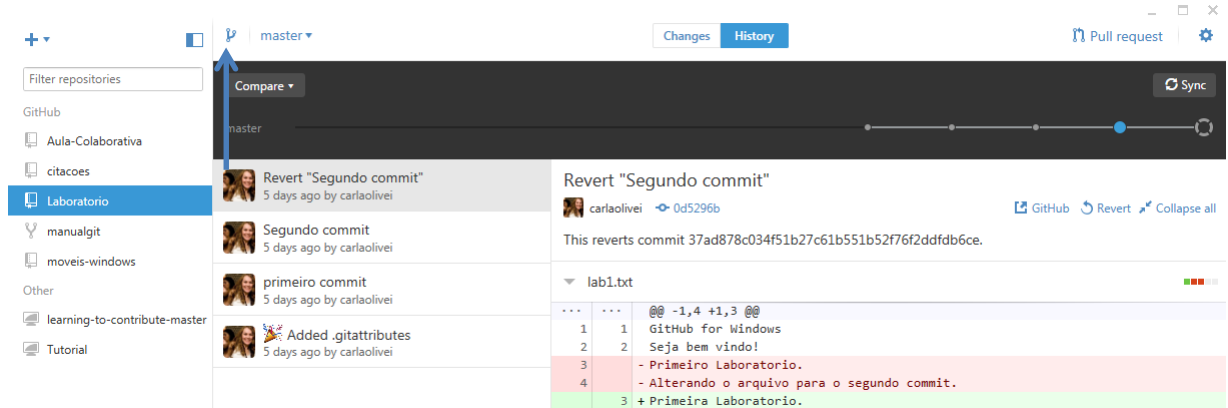 master
Changes
History
Pull request
Filter repositories
GitHub
Aula-Colaborativa
citacoes
Laboratorio
manualgit
moveis-windows
Other
learning-to-contribute-master
Tutorial
Compare
Sync
master
Revert "Segundo commit"
5 days ago by carlaolivei
Segundo commit
5 days ago by carlaolivei
primeiro commit
5 days ago by carlaolivei
Added .gitattributes
5 days ago by carlaolivei
Revert "Segundo commit"
carlaolivei 0d5296b
GitHub Revert Collapse all
This reverts commit 37ad878c034f51b27c61b551b52f76f2ddfdb6ce.
lab1.txt
... ... @@ -1,4 +1,3 @@
1 1 GitHub for Windows
2 2 Seja bem vindo!
3 - Primeiro Laboratorio.
4 - Alterando o arquivo para o segundo commit.
3 + Primeira Laboratorio.